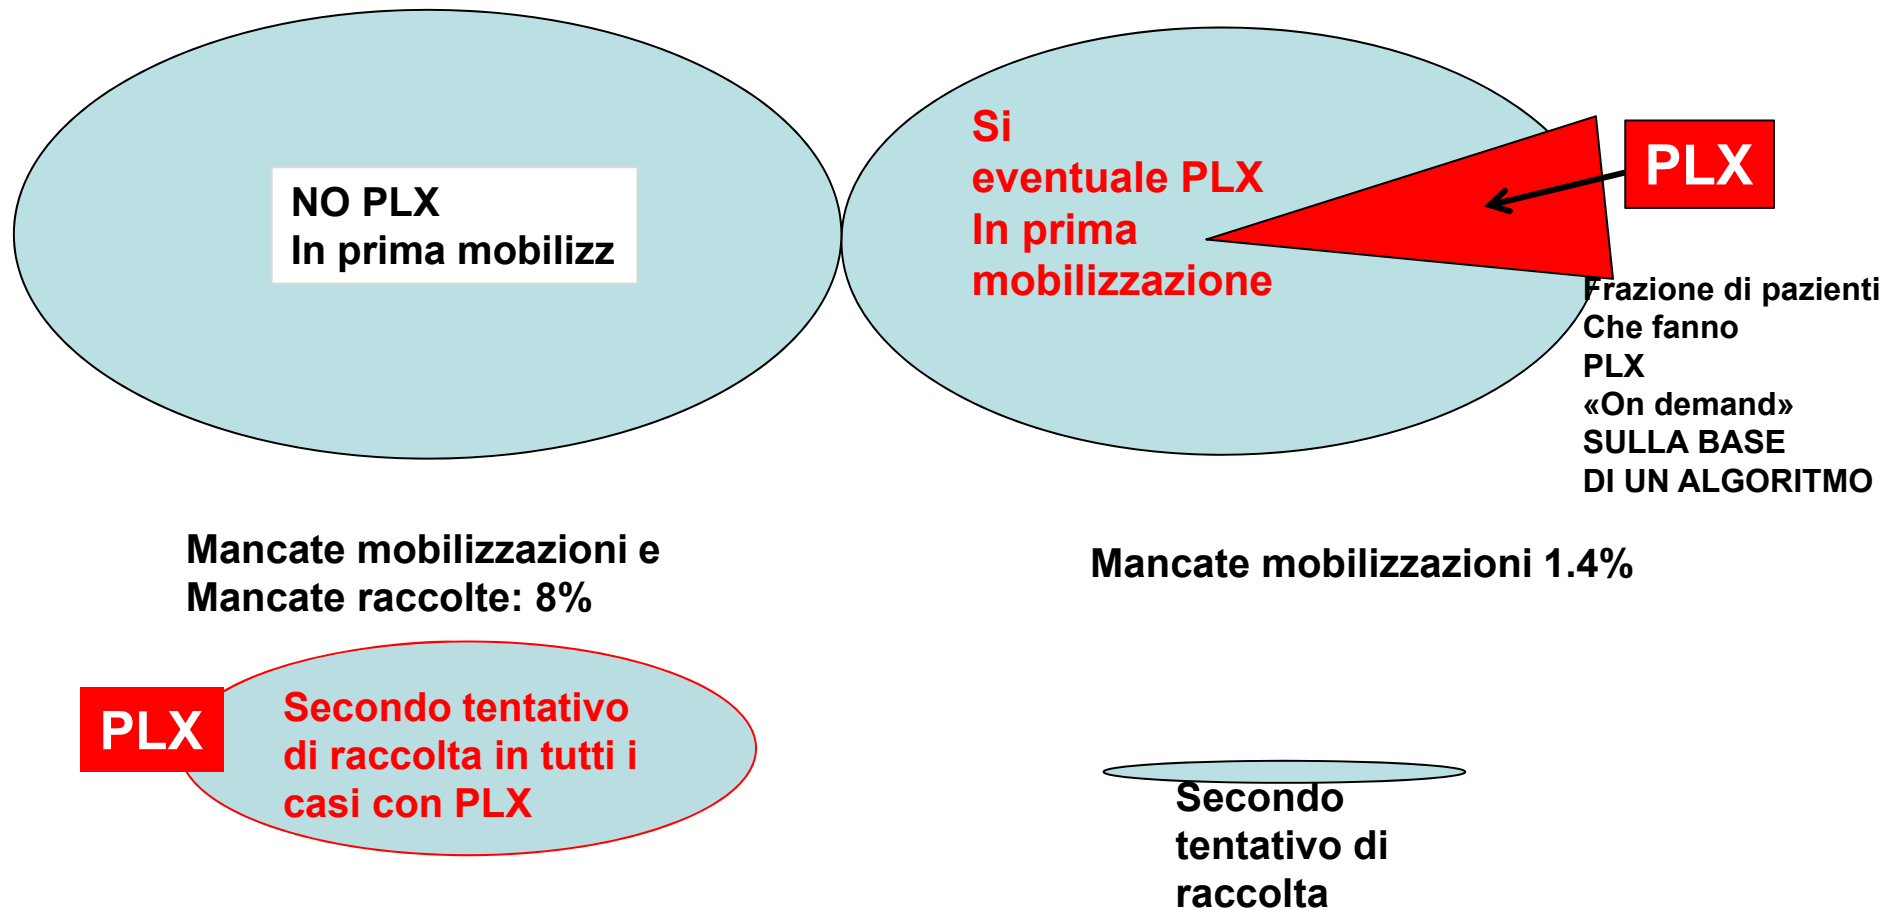 NO PLX
In prima mobilizz
Si
eventuale PLX
In prima
mobilizzazione
PLX
Frazione di pazienti
Che fanno
PLX
«On demand»
SULLA BASE
DI UN ALGORITMO
Mancate mobilizzazioni e
Mancate raccolte: 8%
Mancate mobilizzazioni 1.4%
PLX
Secondo tentativo
di raccolta in tutti i
casi con PLX
Secondo
tentativo di
raccolta